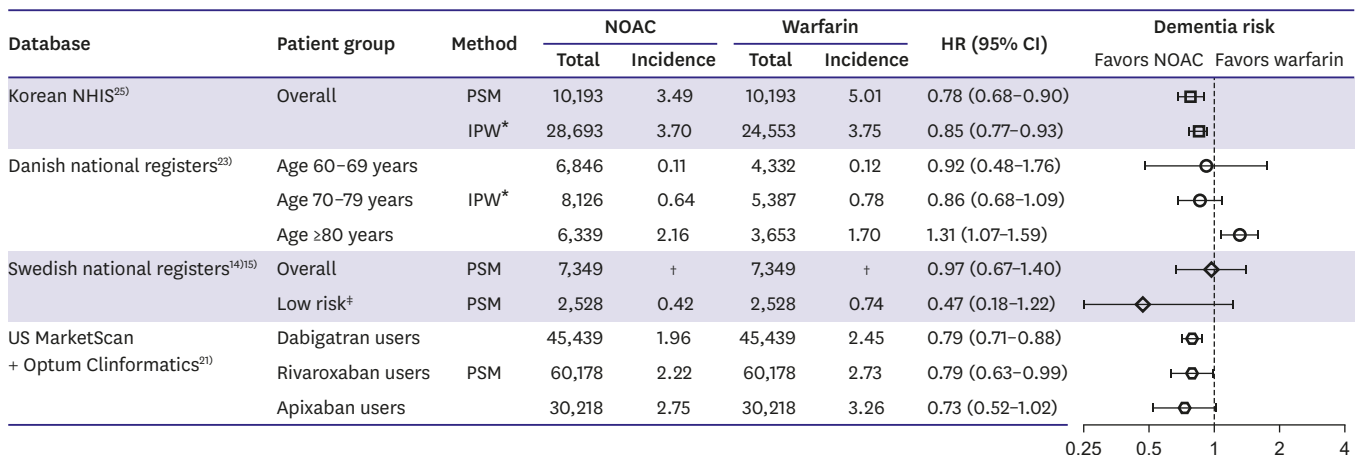 Database Patient group Method NOAC Warfarin HR (95% CI) Dementia risk
Total Incidence Total Incidence Favors NOAC Favors warfarin
Korean NHIS25) Overall PSM 10,193 3.49 10,193 5.01 0.78 (0.68–0.90)
IPW* 28,693 3.70 24,553 3.75 0.85 (0.77–0.93)
Danish national registers23) Age 60–69 years 6,846 0.11 4,332 0.12 0.92 (0.48–1.76)
Age 70–79 years IPW* 8,126 0.64 5,387 0.78 0.86 (0.68–1.09)
Age ≥80 years 6,339 2.16 3,653 1.70 1.31 (1.07–1.59)
Swedish national registers14)15) Overall PSM 7,349 † 7,349 † 0.97 (0.67–1.40)
Low risk‡ PSM 2,528 0.42 2,528 0.74 0.47 (0.18–1.22)
US MarketScan Dabigatran users 45,439 1.96 45,439 2.45 0.79 (0.71–0.88)
+ Optum Clinformatics21)
Rivaroxaban users PSM 60,178 2.22 60,178 2.73 0.79 (0.63–0.99)
Apixaban users 30,218 2.75 30,218 3.26 0.73 (0.52–1.02)
0.25 0.5 1 2 4